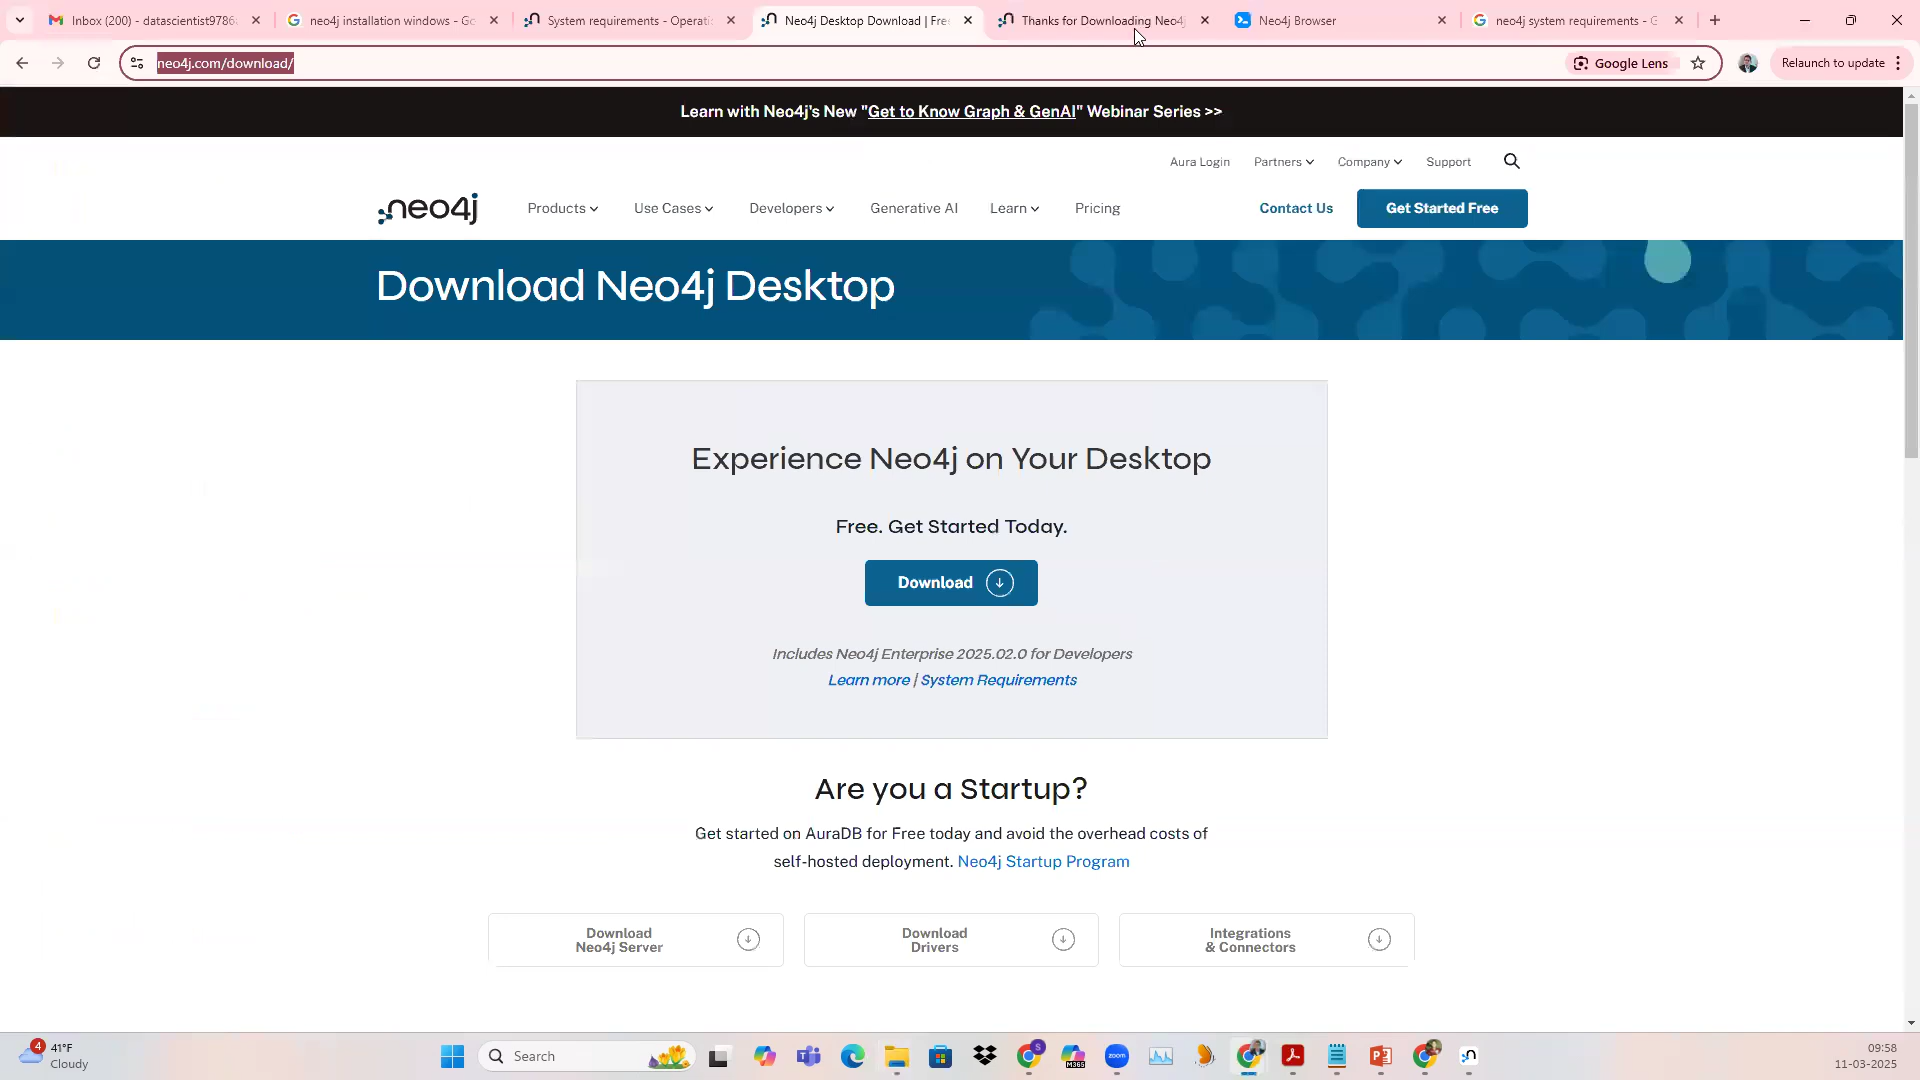 Inbox (200) - datascientist9786
neo4j installation windows - Go
System requirements - Operati
Neo4j Desktop Download | Free
Thanks for Downloading Neo4j
Neo4j Browser
neo4j system requirements - G
neo4j.com/download/
Google Lens
Relaunch to update
Learn with Neo4j's New "Get to Know Graph & GenAI" Webinar Series >>
Aura Login
Partners
Company
Support
neo4j
Products
Use Cases
Developers
Generative AI
Learn
Pricing
Contact Us
Get Started Free
Download Neo4j Desktop
Experience Neo4j on Your Desktop
Free. Get Started Today.
Download
Includes Neo4j Enterprise 2025.02.0 for Developers
Learn more | System Requirements
Are you a Startup?
Get started on AuraDB for Free today and avoid the overhead costs of
self-hosted deployment. Neo4j Startup Program
Download
Neo4j Server
Download
Drivers
Integrations
& Connectors
4
41°F
Cloudy
Search
M365
zoom
09:58
11-03-2025